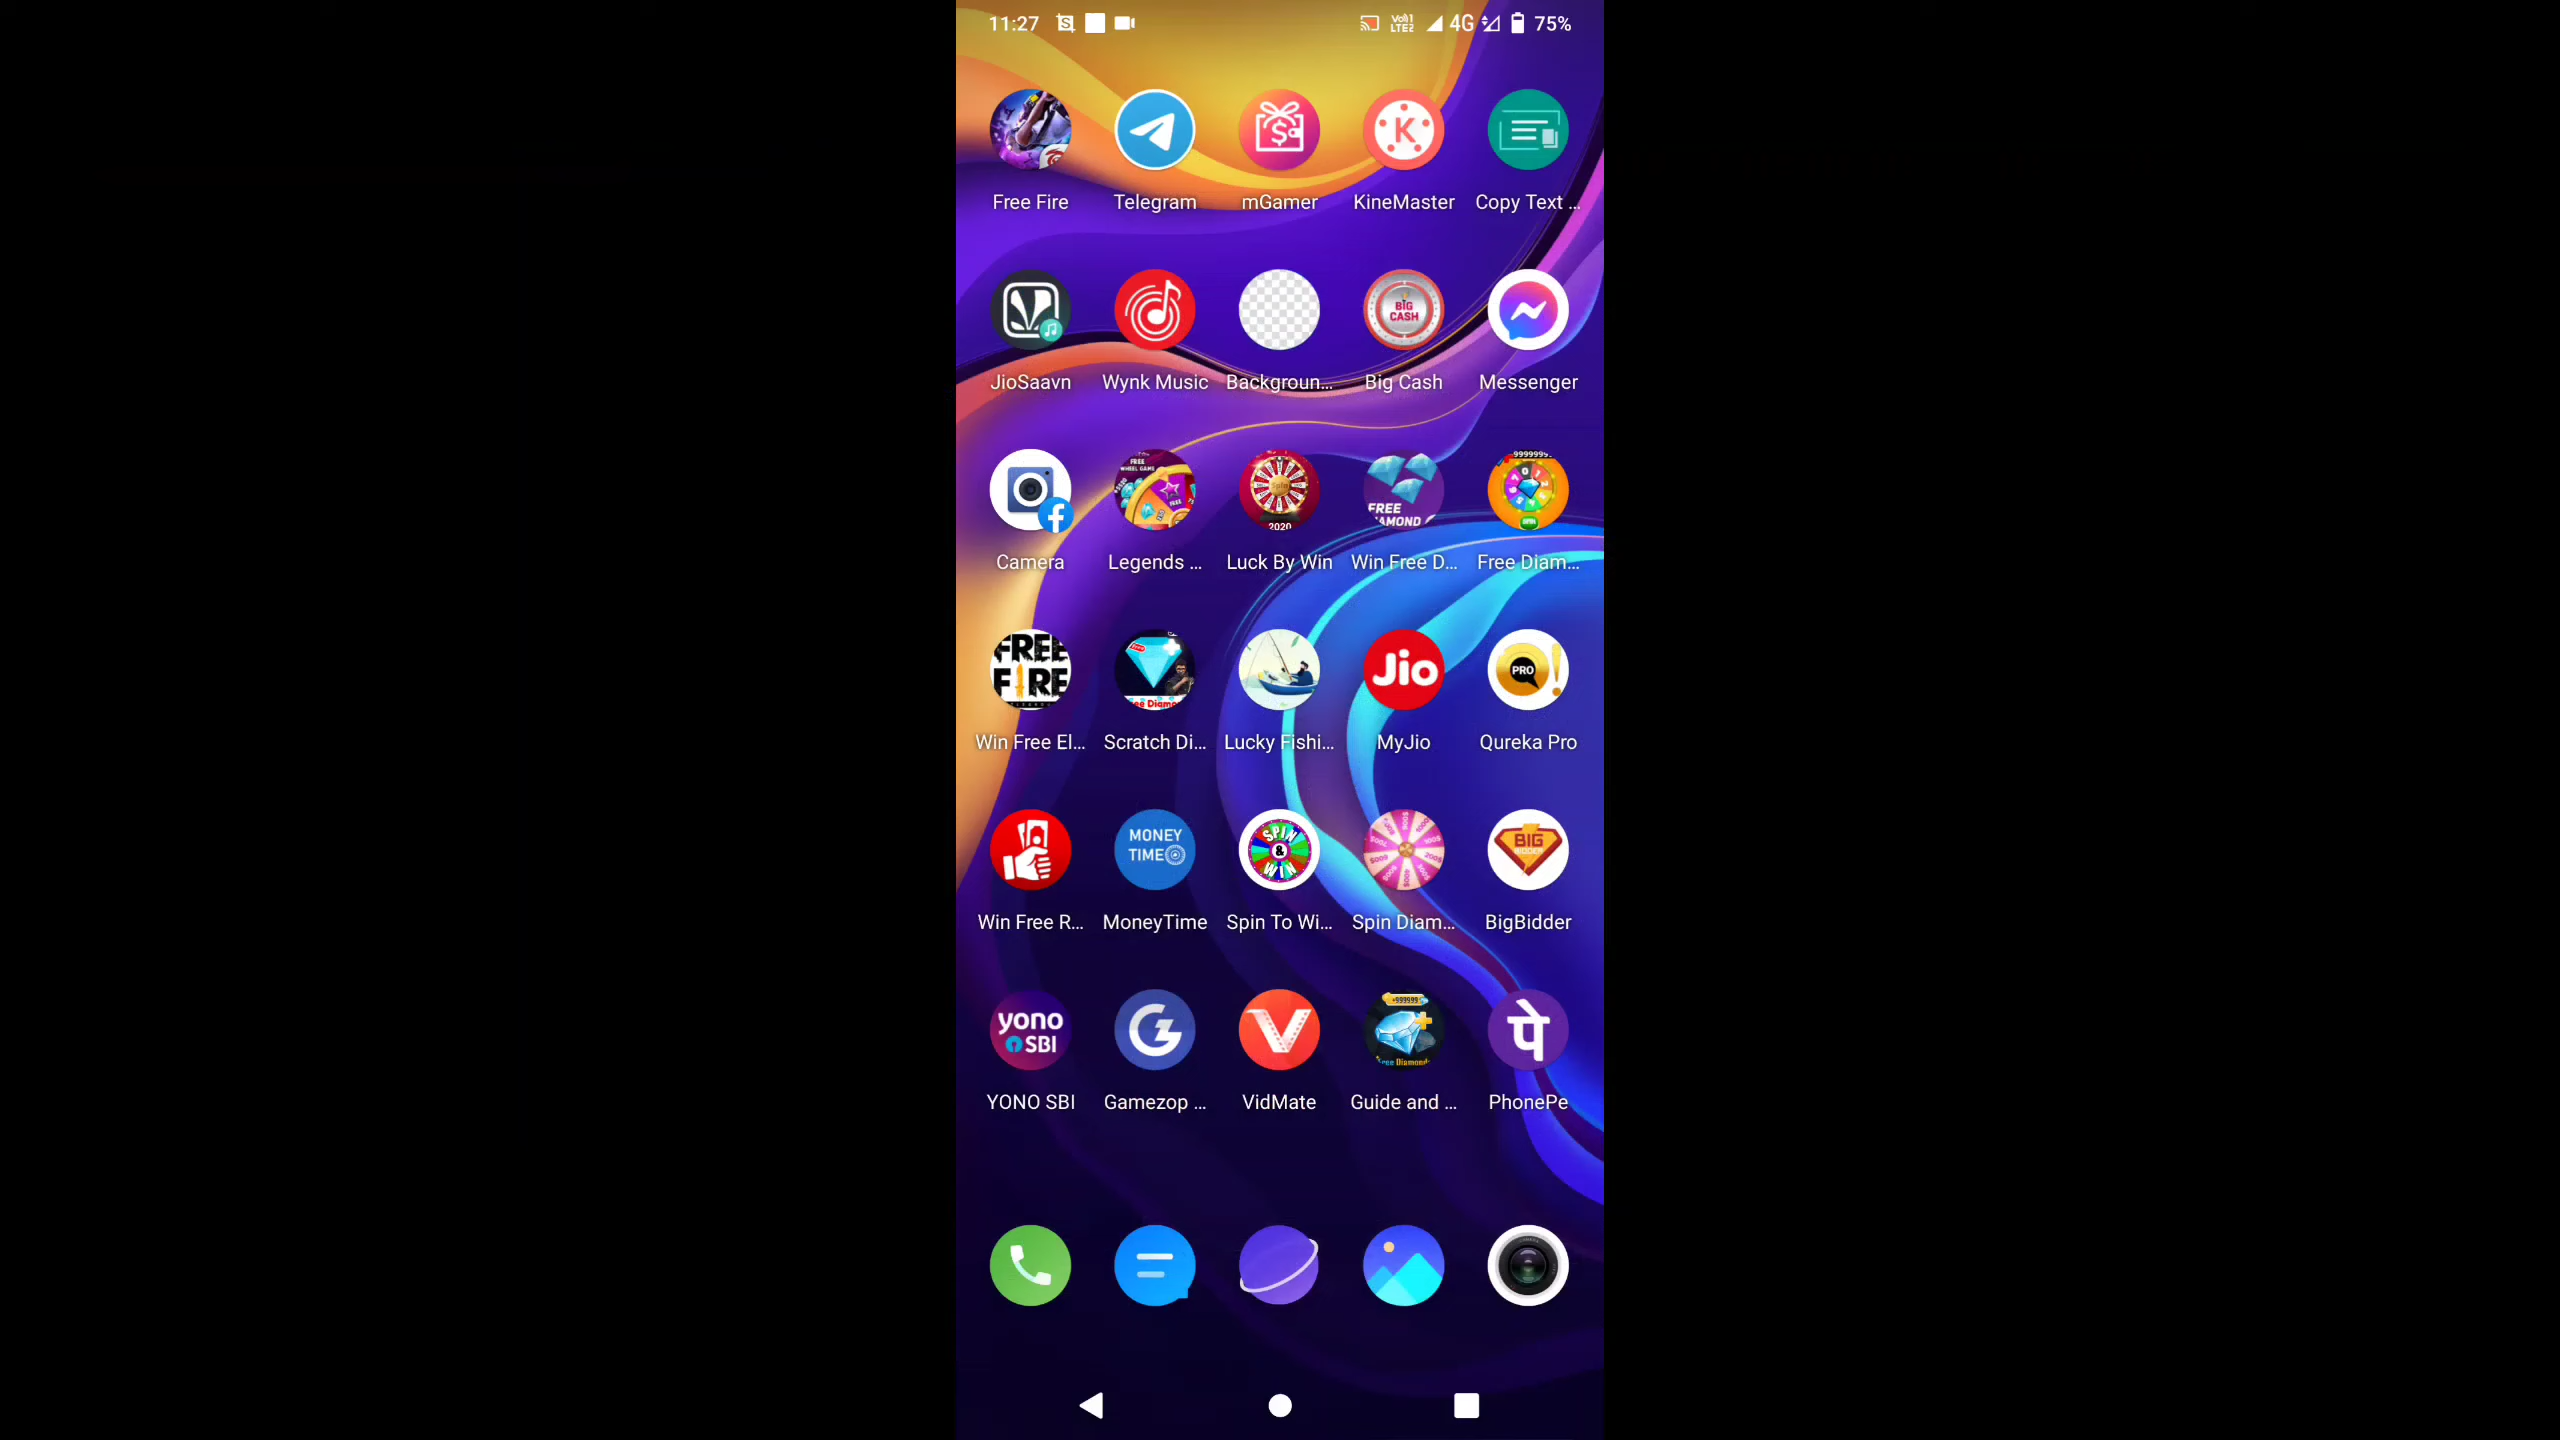 11:27 4G 75%
Free Fire Telegram mGamer KineMaster Copy Text ...
BIG
CASH
JioSaavn Wynk Music Backgroun... Big Cash Messenger
FREE
WHEEL GAME
2020
FREE
Camera Legends ... Luck By Win Win Free D... Free Diam...
FREE
FIRE
Jio
PRO
Win Free El... Scratch Di... Lucky Fishi... MyJio Qureka Pro
MONEY
TIME
SPIN
&
WIN
BIG
Win Free R... MoneyTime Spin To Wi... Spin Diam... BigBidder
yono
SBI
पे
YONO SBI Gamezop ... VidMate Guide and ... PhonePe